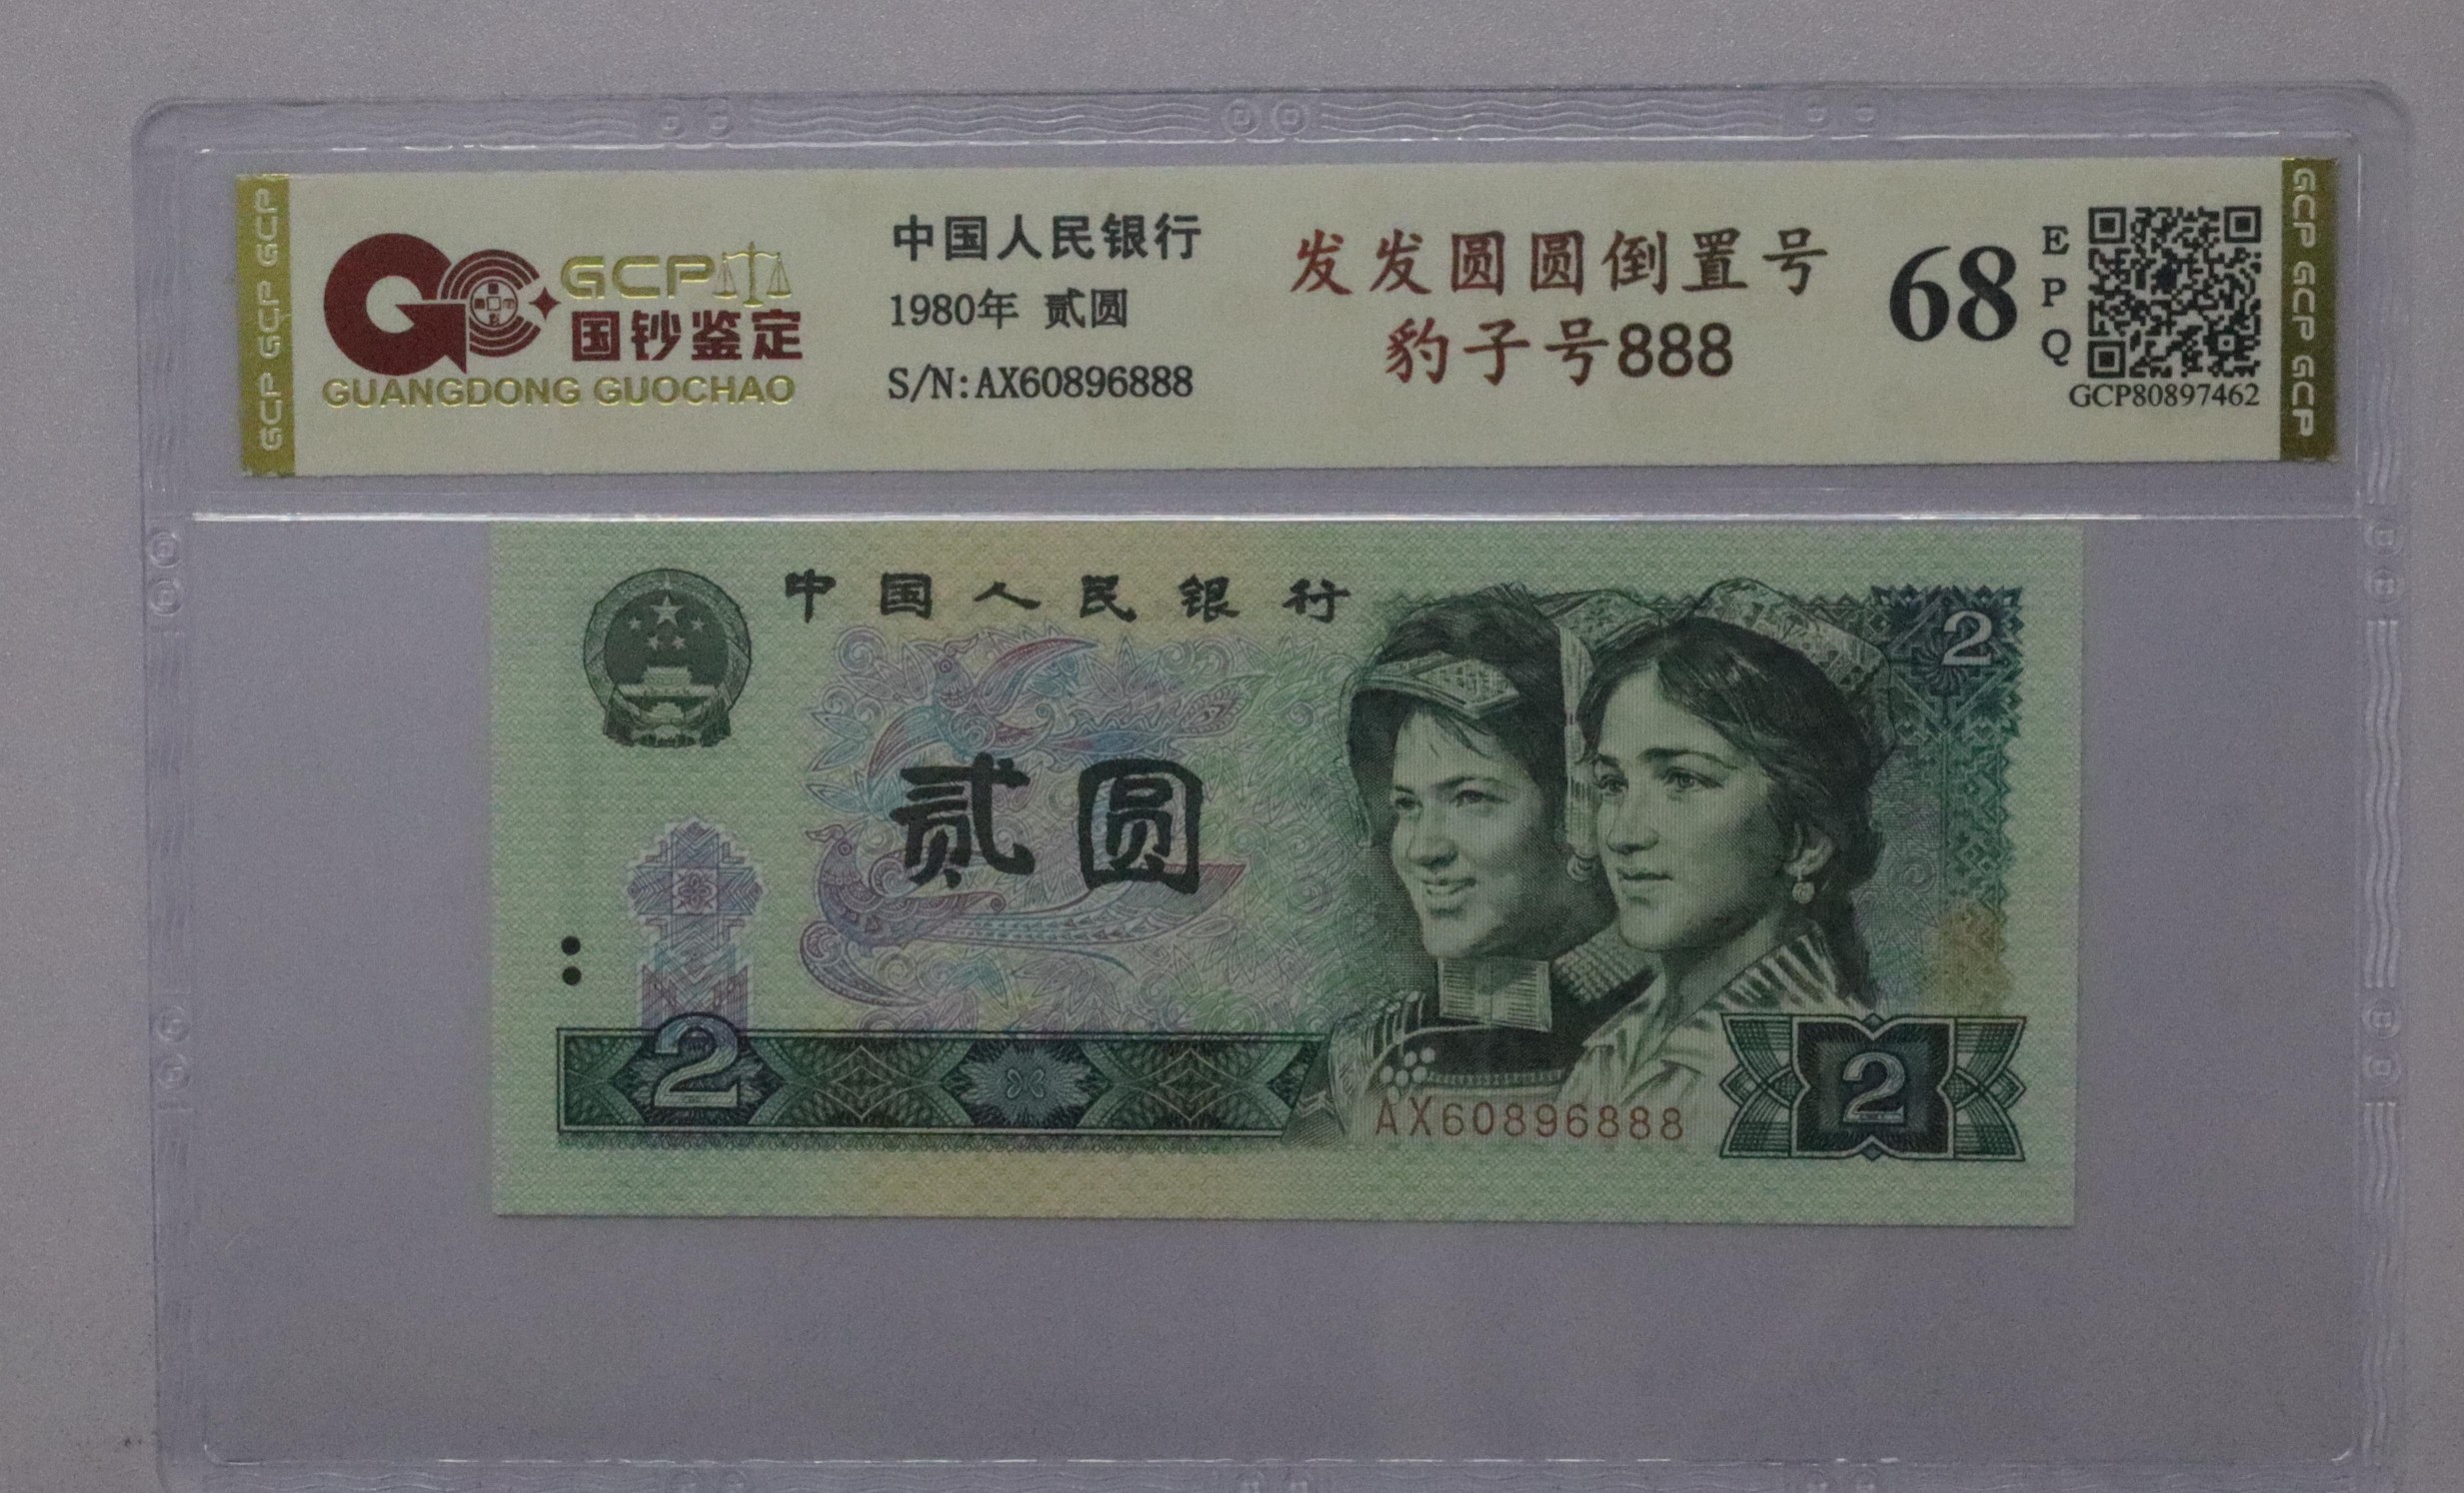 GCP GCP GCP
GCP
国钞鉴定
GUANGDONG GUOCHAO
中国人民银行
1980年 贰圆
S/N:AX60896888
发发圆圆倒置号
豹子号888
68
E
P
Q
GCP80897462
GCP GCP GCP
中国人民银行
2
贰圆
2
AX60896888
2